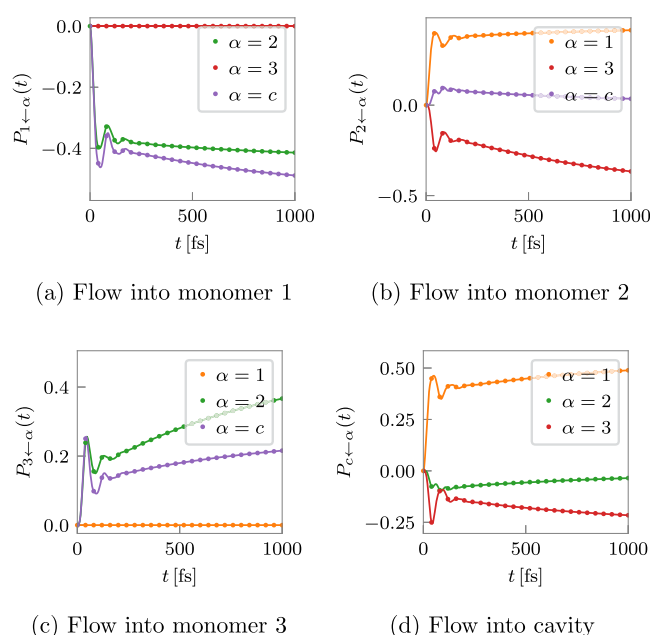 0.0
−0.2
−0.4
P₁←α(t)
α = 2
α = 3
α = c
0
500
1000
t [fs]
(a) Flow into monomer 1
0.0
−0.5
P₂←α(t)
α = 1
α = 3
α = c
0
500
1000
t [fs]
(b) Flow into monomer 2
0.4
0.2
0.0
P₃←α(t)
α = 1
α = 2
α = c
0
500
1000
t [fs]
(c) Flow into monomer 3
0.50
0.25
0.00
−0.25
P_c←α(t)
α = 1
α = 2
α = 3
0
500
1000
t [fs]
(d) Flow into cavity